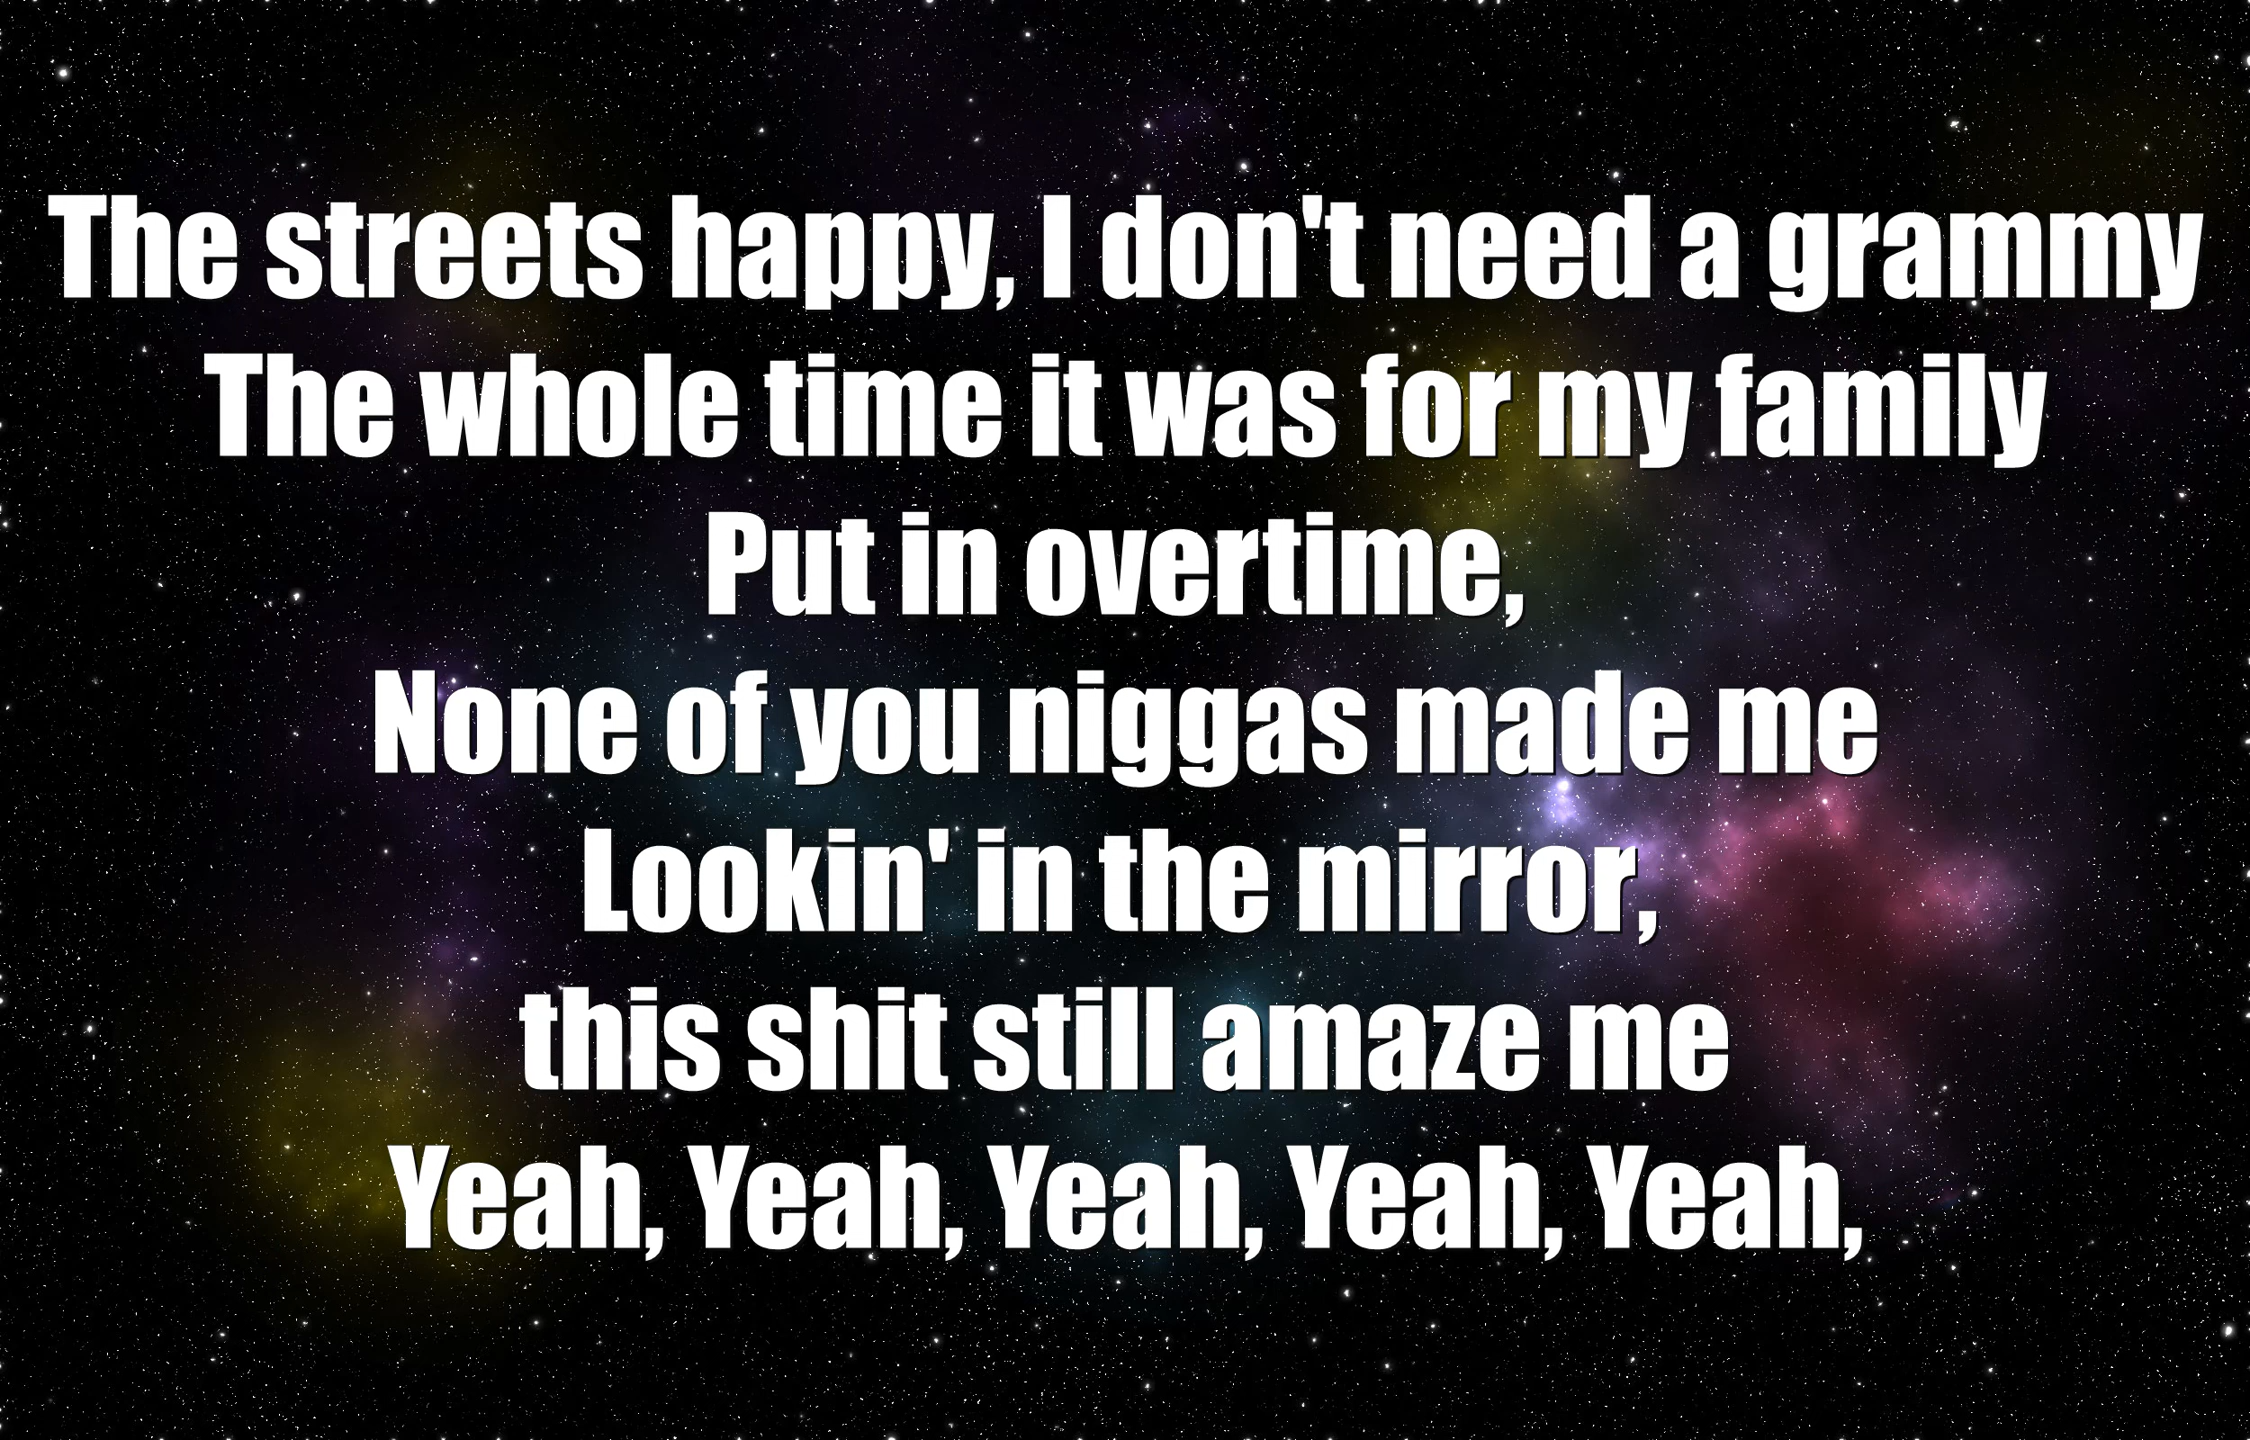 The streets happy, I don't need a grammy
The whole time it was for my family
Put in overtime,
None of you niggas made me
Lookin' in the mirror,
this shit still amaze me
Yeah, Yeah, Yeah, Yeah, Yeah,